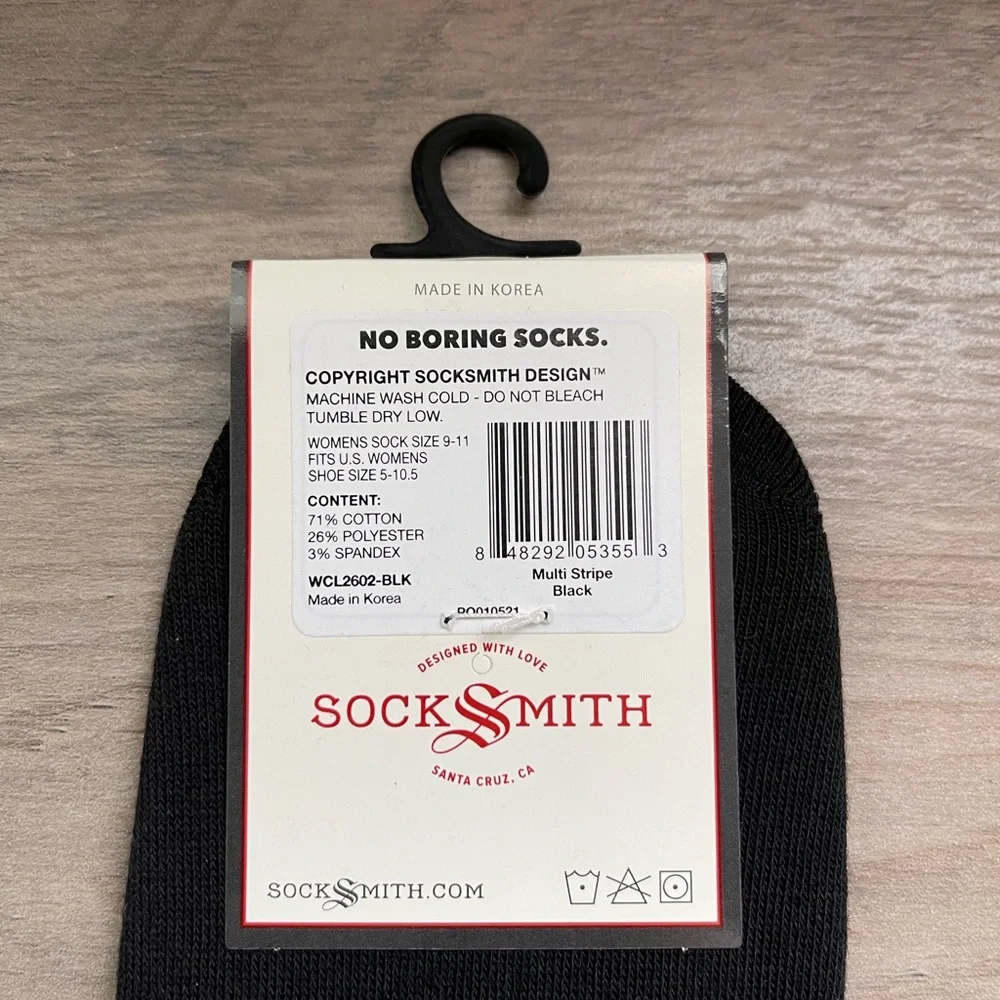 MADE IN KOREA
NO BORING SOCKS.
COPYRIGHT SOCKSMITH DESIGN™
MACHINE WASH COLD - DO NOT BLEACH
TUMBLE DRY LOW.
WOMENS SOCK SIZE 9-11
FITS U.S. WOMENS
SHOE SIZE 5-10.5
CONTENT:
71% COTTON
26% POLYESTER
3% SPANDEX
8 48292 05355 3
WCL2602-BLK
Made in Korea
Multi Stripe
Black
PO010521
DESIGNED WITH LOVE
SOCKSMITH
SANTA CRUZ, CA
SOCKSMITH.COM